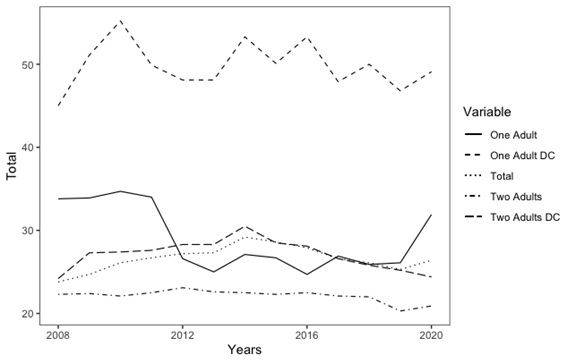 Total
50
40
30
20
2008
2012
2016
2020
Years
Variable
One Adult
One Adult DC
Total
Two Adults
Two Adults DC